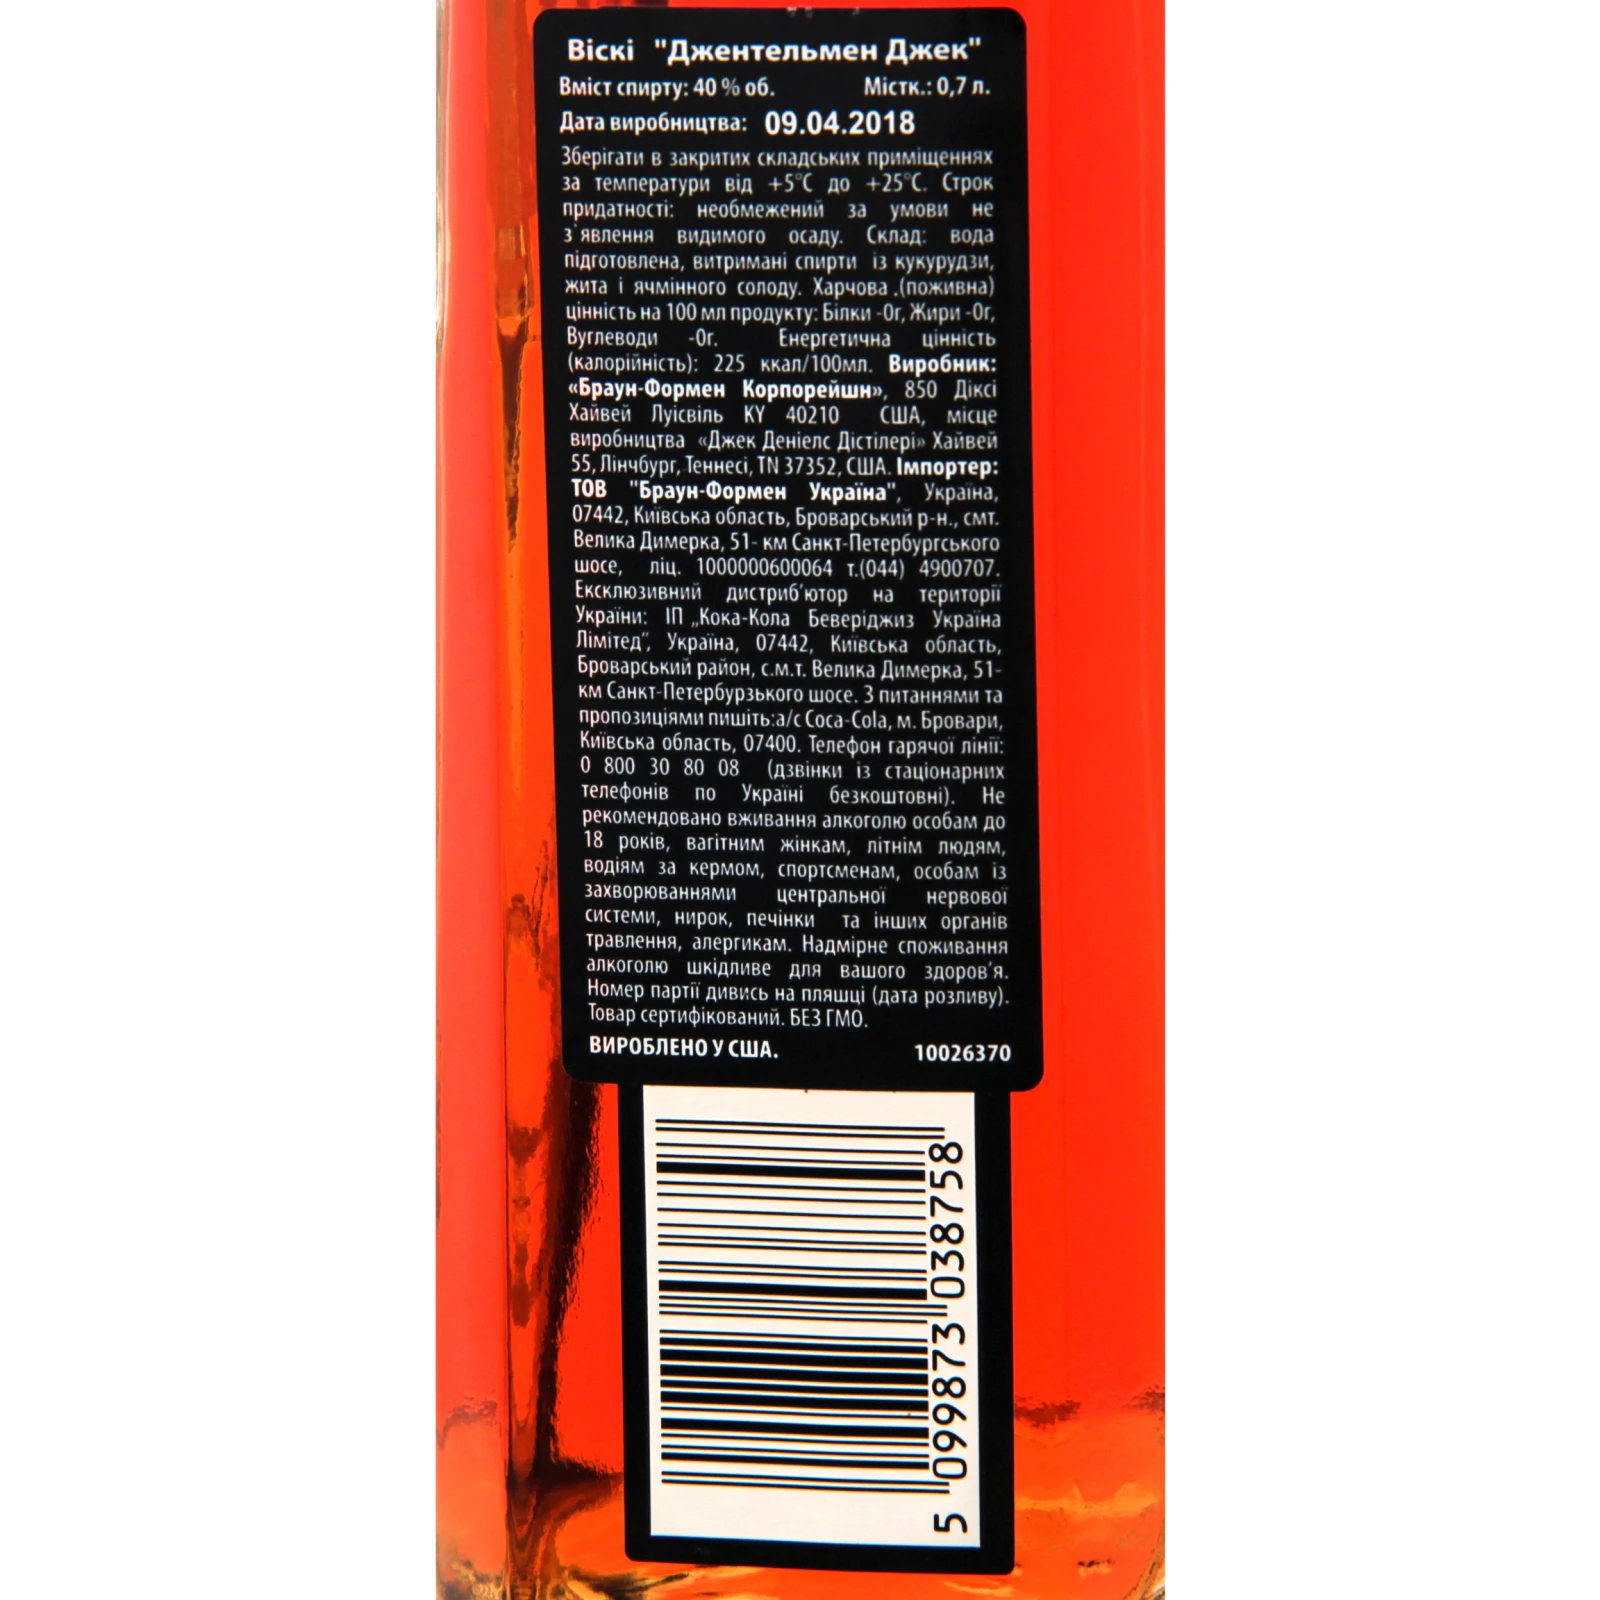 Віскі "Джентельмен Джек"
Вміст спирту: 40 % об. Містк.: 0,7 л.
Дата виробництва: 09.04.2018
Зберігати в закритих складських приміщеннях
за температури від +5°C до +25°C. Строк
придатності: необмежений за умови не
з`явлення видимого осаду. Склад: вода
підготовлена, витримані спирти із кукурудзи,
жита і ячмінного солоду. Харчова .(поживна)
цінність на 100 мл продукту: Білки -0г, Жири -0г,
Вуглеводи -0г. Енергетична цінність
(калорійність): 225 ккал/100мл. Виробник:
«Браун-Формен Корпорейшн», 850 Діксі
Хайвей Луісвіль KY 40210 США, місце
виробництва «Джек Деніелс Дістілері» Хайвей
55, Лінчбург, Теннесі, TN 37352, США. Імпортер:
ТОВ "Браун-Формен Україна", Україна,
07442, Київська область, Броварський р-н., смт.
Велика Димерка, 51- км Санкт-Петербургського
шосе, ліц. 1000000600064 т.(044) 4900707.
Ексклюзивний дистриб’ютор на території
України: ІП „Кока-Кола Беверіджиз Україна
Лімітед”, Україна, 07442, Київська область,
Броварський район, с.м.т. Велика Димерка, 51-
км Санкт-Петербурзького шосе. З питаннями та
пропозиціями пишіть:а/с Coca-Cola, м. Бровари,
Київська область, 07400. Телефон гарячої лінії:
0 800 30 80 08 (дзвінки із стаціонарних
телефонів по Україні безкоштовні). Не
рекомендовано вживання алкоголю особам до
18 років, вагітним жінкам, літнім людям,
водіям за кермом, спортсменам, особам із
захворюваннями центральної нервової
системи, нирок, печінки та інших органів
травлення, алергикам. Надмірне споживання
алкоголю шкідливе для вашого здоров’я.
Номер партії дивись на пляшці (дата розливу).
Товар сертифікований. БЕЗ ГМО.
ВИРОБЛЕНО У США. 10026370
5 099873 038758